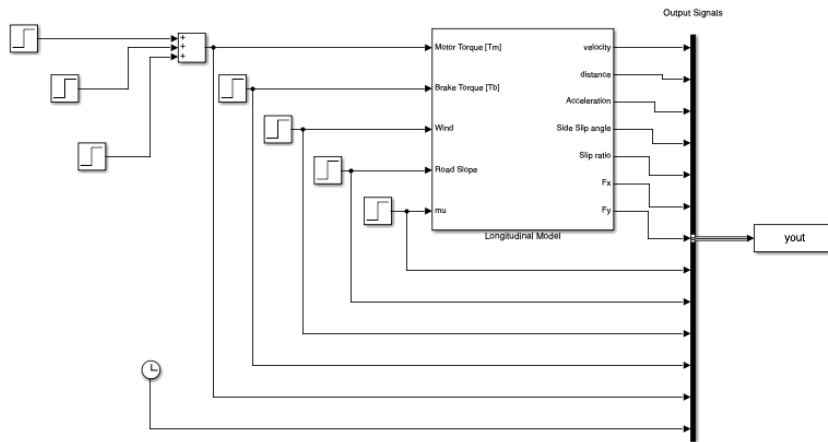 Output Signals
+
+
+
Motor Torque [Tm]
velocity
distance
Brake Torque [Tb]
Acceleration
Wind
Side Slip angle
Slip ratio
Road Slope
Fx
mu
Fy
Longitudinal Model
yout